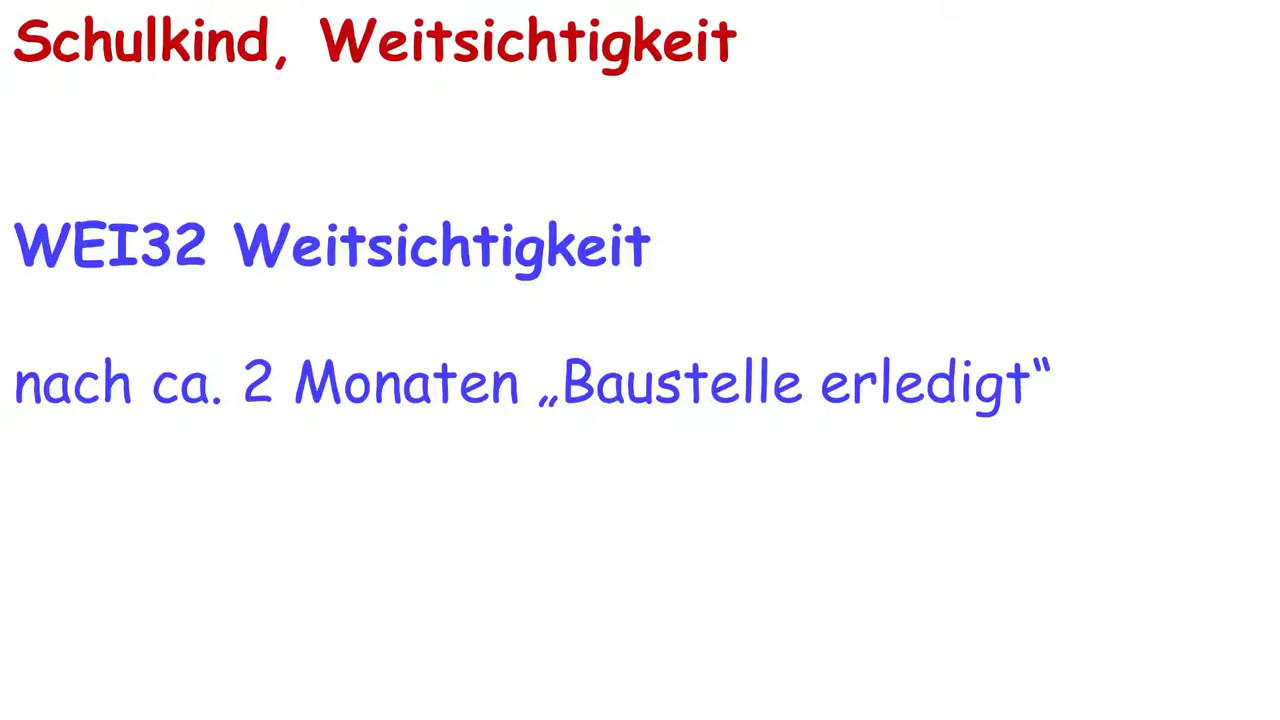 Schulkind, Weitsichtigkeit
WEI32 Weitsichtigkeit
nach ca. 2 Monaten „Baustelle erledigt“